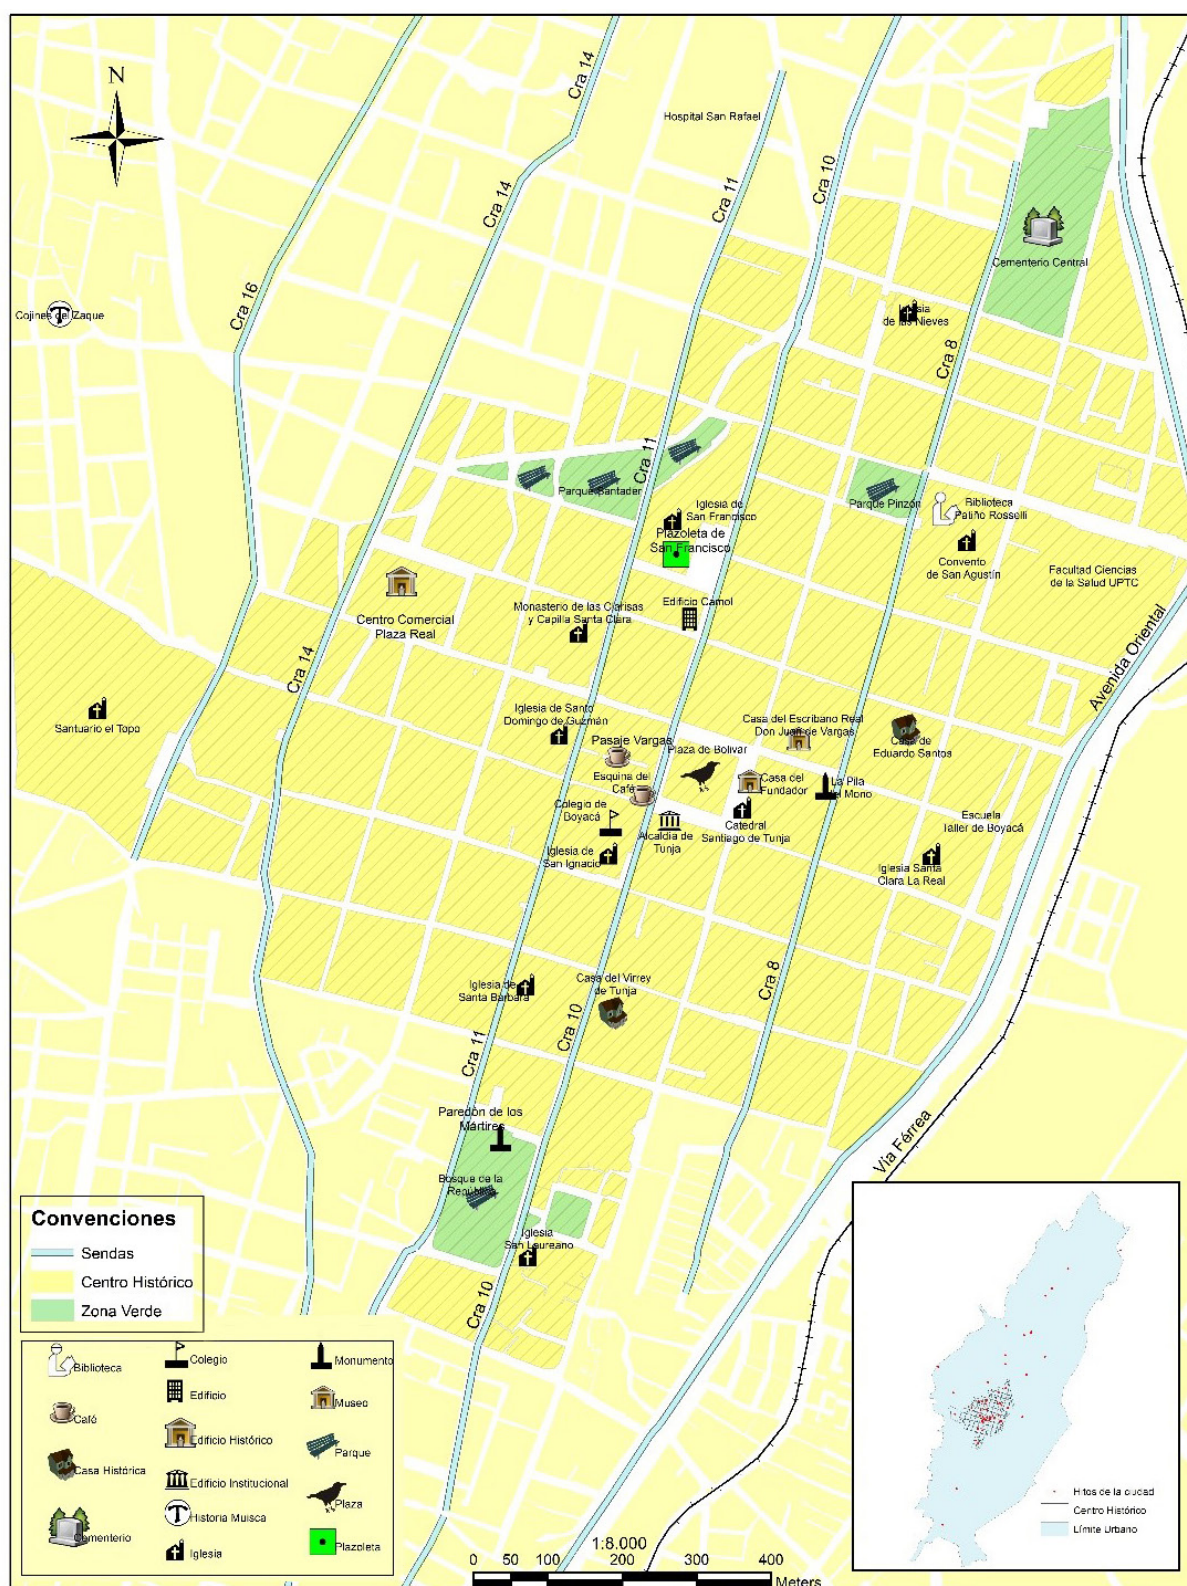 N
Cra 14
Cra 14
Hospital San Rafael
Cra 11
Cra 10
Cra 16
Cojines del Zaque
Cementerio Central
Iglesia
de las Nieves
Cra 8
Cra 11
Parque Santader
Parque Pinzón
Iglesia de
San Francisco
Plazoleta de
San Francisco
Biblioteca
Patiño Rosselli
Convento
de San Agustín
Facultad Ciencias
de la Salud UPTC
Centro Comercial
Plaza Real
Monasterio de las Clarisas
y Capilla Santa Clara
Edificio Camol
Cra 11
Cra 14
Avenida Oriental
Santuario el Topo
Iglesia de Santo
Domingo de Guzmán
Pasaje Vargas
Plaza de Bolivar
Casa del Escribano Real
Don Juan de Vargas
Casa de
Eduardo Santos
Esquina del
Café
Casa del
Fundador
La Pila
del Mono
Colegio de
Boyacá
Alcaldía de
Tunja
Catedral
Santiago de Tunja
Escuela
Taller de Boyacá
Iglesia de
San Ignacio
Iglesia Santa
Clara La Real
Iglesia de
Santa Bárbara
Casa del Virrey
de Tunja
Cra 8
Cra 10
Cra 11
Paredón de los
Mártires
Vía Férrea
Bosque de la
República
Iglesia
San Laureano
Cra 10
Convenciones
Sendas
Centro Histórico
Zona Verde
Biblioteca
Café
Casa Histórica
Cementerio
Colegio
Edificio
Edificio Histórico
Edificio Institucional
Historia Muisca
Iglesia
Monumento
Museo
Parque
Plaza
Plazoleta
1:8.000
0 50 100 200 300 400
Meters
Hitos de la ciudad
Centro Histórico
Límite Urbano